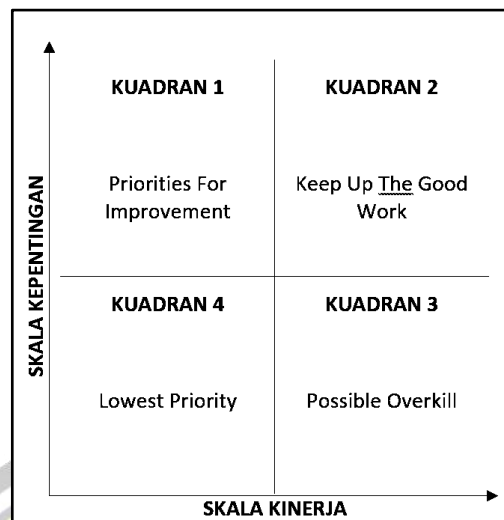 KUADRAN 1
KUADRAN 2
Priorities For
Improvement
Keep Up The Good
Work
KUADRAN 4
KUADRAN 3
Lowest Priority
Possible Overkill
SKALA KEPENTINGAN
SKALA KINERJA